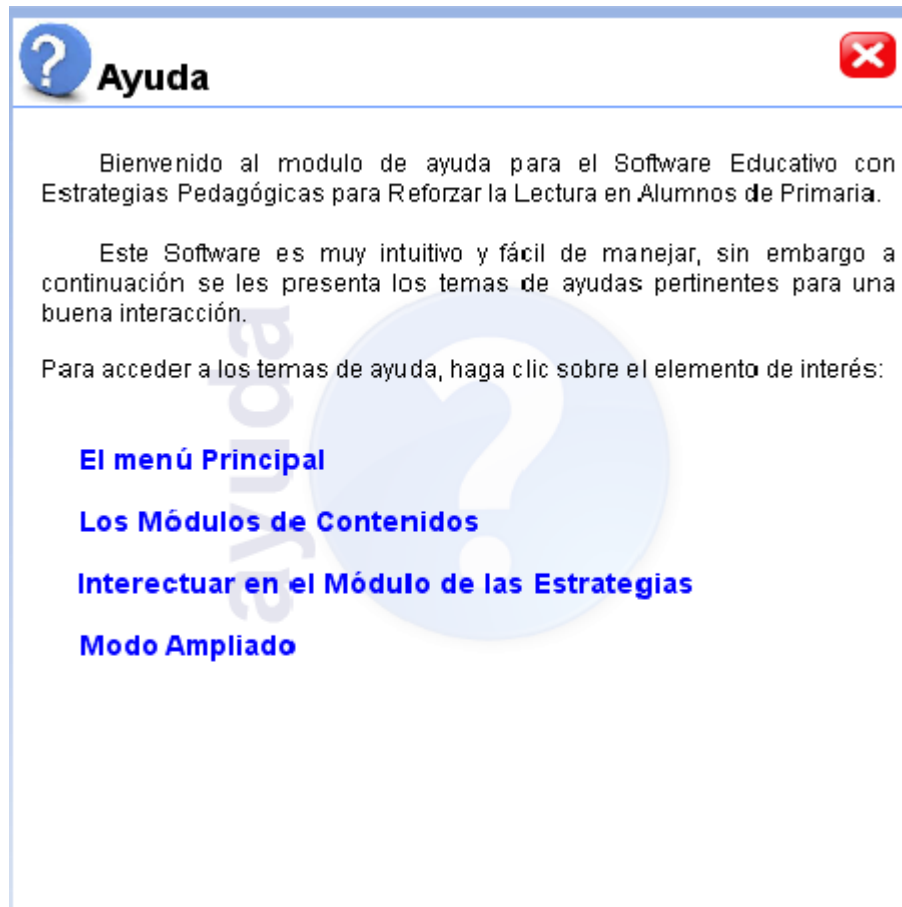 Ayuda
Bienvenido al modulo de ayuda para el Software Educativo con
Estrategias Pedagógicas para Reforzar la Lectura en Alumnos de Primaria.
Este Software es muy intuitivo y fácil de manejar, sin embargo a
continuación se les presenta los temas de ayudas pertinentes para una
buena interacción.
Para acceder a los temas de ayuda, haga clic sobre el elemento de interés:
El menú Principal
Los Módulos de Contenidos
Interectuar en el Módulo de las Estrategias
Modo Ampliado
ayuda